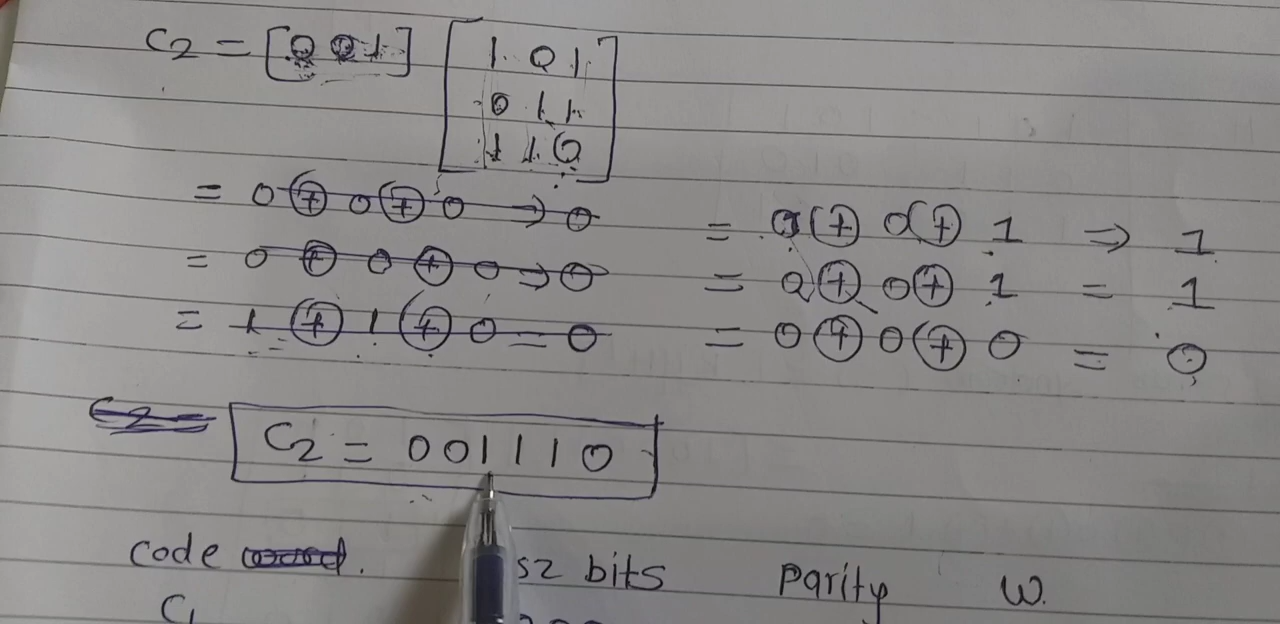 C2 = [0 0 1] [1 0 1
0 1 1
1 1 0]
= 0 ⊕ 0 ⊕ 0 → 0 = 0 ⊕ 0 ⊕ 1 ⇒ 1
= 0 ⊕ 0 ⊕ 0 ⇒ 0 = 0 ⊕ 0 ⊕ 1 = 1
= 1 ⊕ 1 ⊕ 0 = 0 = 0 ⊕ 0 ⊕ 0 = 0
C2 = C2 = 001110
code sz bits Parity W.
C1